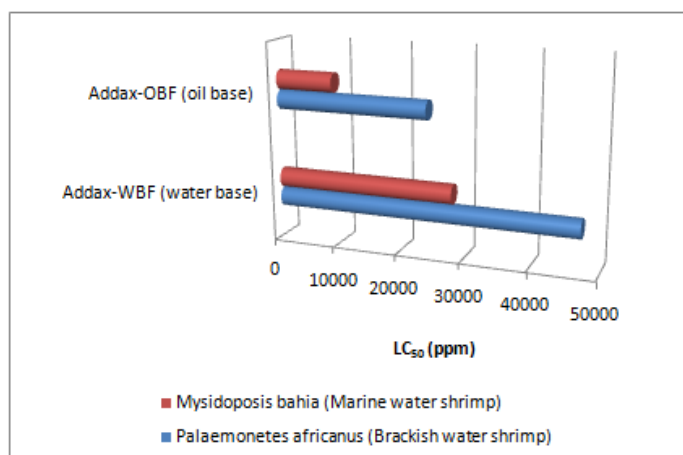 Addax-OBF (oil base)
Addax-WBF (water base)
0
10000
20000
30000
40000
50000
LC₅₀ (ppm)
Mysidoposis bahia (Marine water shrimp)
Palaemonetes africanus (Brackish water shrimp)